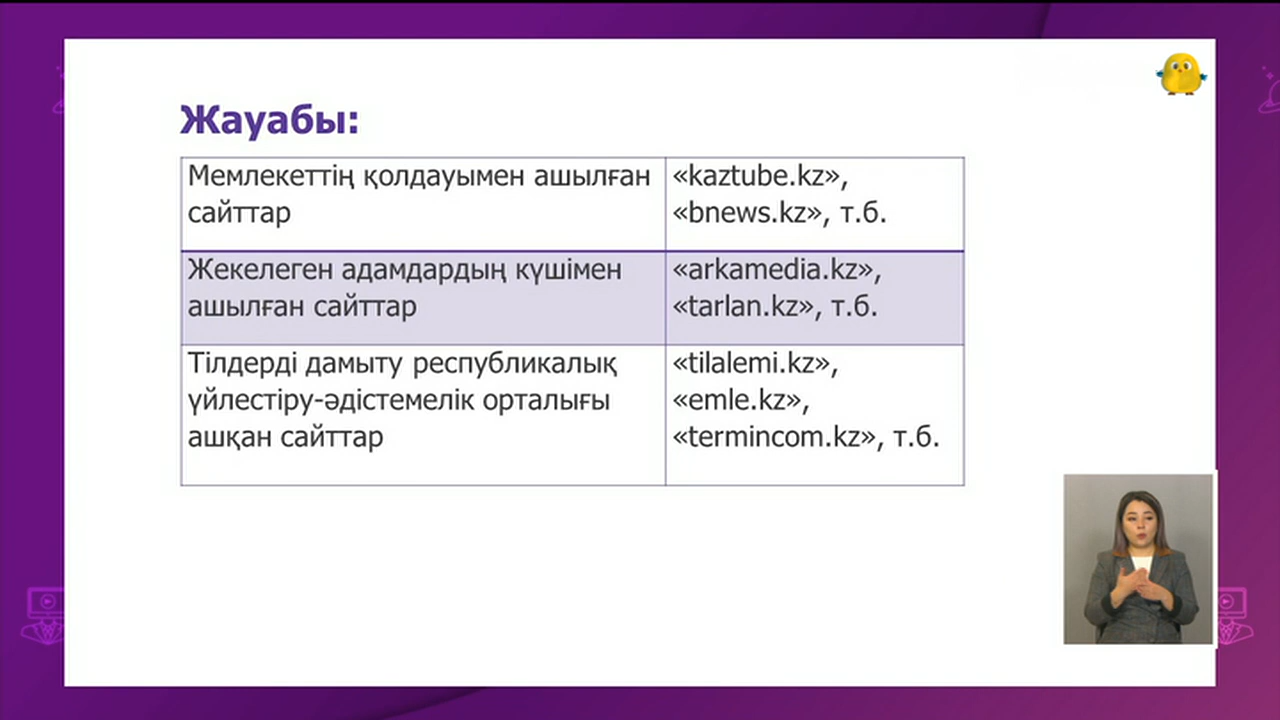 Жауабы:
Мемлекеттің қолдауымен ашылған
сайттар
«kaztube.kz»,
«bnews.kz», т.б.
Жекелеген адамдардың күшімен
ашылған сайттар
«arkamedia.kz»,
«tarlan.kz», т.б.
Тілдерді дамыту республикалық
үйлестіру-әдістемелік орталығы
ашқан сайттар
«tilalemi.kz»,
«emle.kz»,
«termincom.kz», т.б.